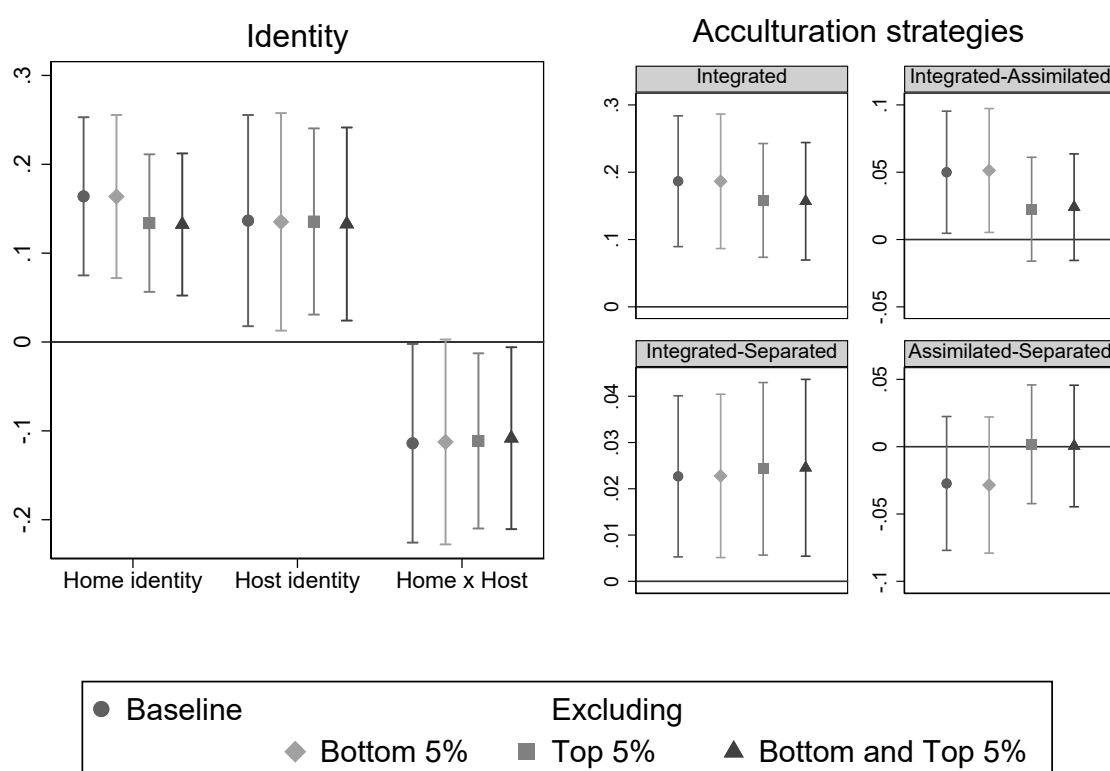 Identity
.3
.2
.1
0
-.1
-.2
Home identity Host identity Home x Host
Acculturation strategies
Integrated
.3
.2
.1
0
Integrated-Assimilated
.1
.05
0
-.05
Integrated-Separated
.04
.03
.02
.01
0
Assimilated-Separated
.05
0
-.05
-.1
Baseline Excluding
Bottom 5% Top 5% Bottom and Top 5%